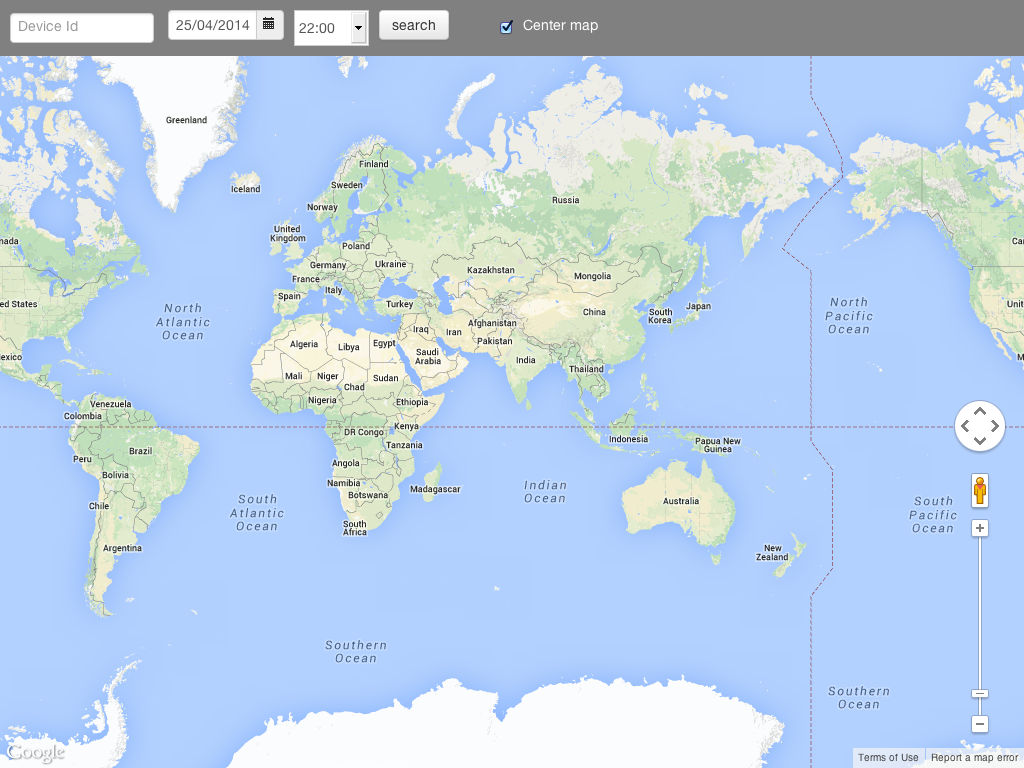 Device Id
25/04/2014
22:00
search
Center map
Greenland
Iceland
Finland
Sweden
Norway
Russia
United
Kingdom
Poland
Germany
Ukraine
France
Italy
Spain
Turkey
Kazakhstan
Mongolia
China
South
Korea
Japan
nada
ed States
exico
Ca
Unit
M
North
Atlantic
Ocean
North
Pacific
Ocean
Algeria
Libya
Egypt
Iraq
Iran
Afghanistan
Pakistan
Saudi
Arabia
India
Thailand
Mali
Niger
Chad
Sudan
Nigeria
Ethiopia
Venezuela
Colombia
DR Congo
Kenya
Tanzania
Indonesia
Papua New
Guinea
Peru
Brazil
Bolivia
Angola
Namibia
Botswana
Madagascar
Indian
Ocean
Australia
Chile
South
Atlantic
Ocean
South
Africa
South
Pacific
Ocean
Argentina
New
Zealand
Southern
Ocean
Southern
Ocean
Google
Terms of Use
Report a map error